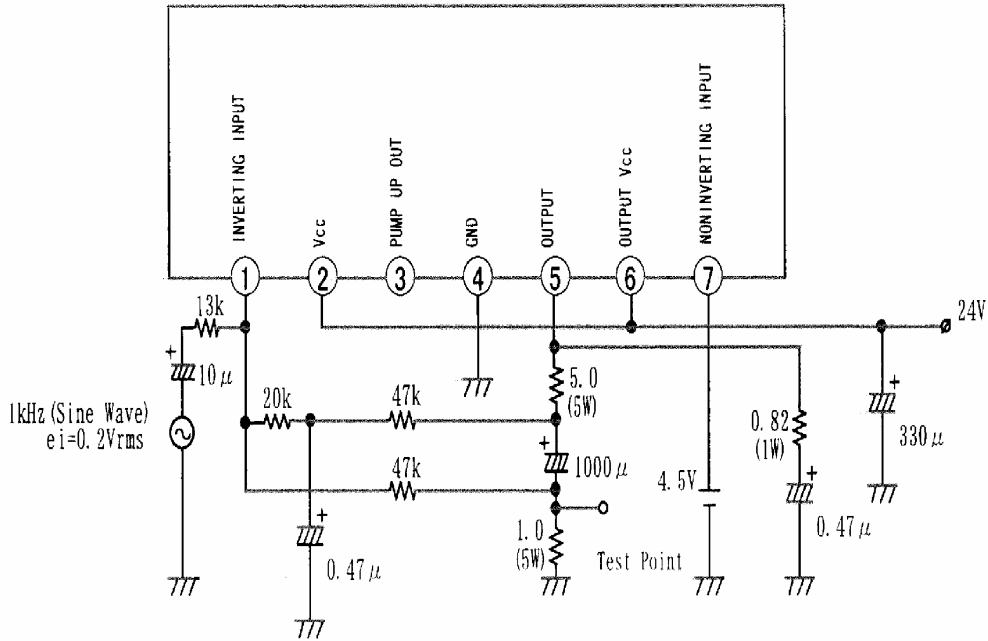 INVERTING INPUT
Vcc
PUMP UP OUT
GND
OUTPUT
OUTPUT Vcc
NONINVERTING INPUT
1
2
3
4
5
6
7
13k
24V
+
10μ
5.0
(5W)
+
20k
47k
0.82
(1W)
330μ
1kHz(Sine Wave)
ei=0.2Vrms
+
1000μ
47k
4.5V
+
0.47μ
+
0.47μ
1.0
(5W)
Test Point